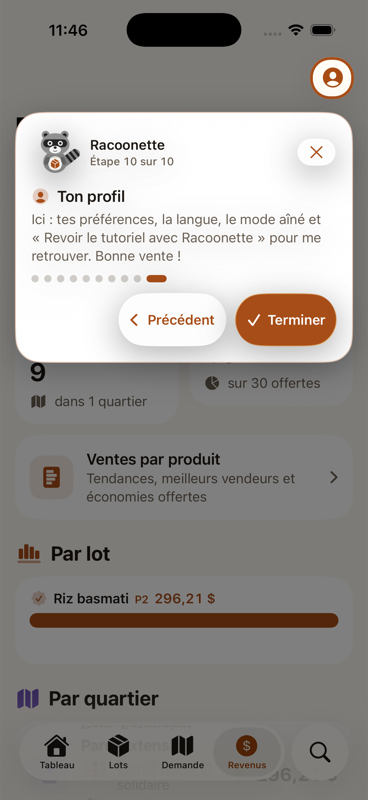 11:46
Racoonette
Étape 10 sur 10
Ton profil
Ici : tes préférences, la langue, le mode aîné et
« Revoir le tutoriel avec Racoonette » pour me
retrouver. Bonne vente !
Précédent
Terminer
9
dans 1 quartier
sur 30 offertes
Ventes par produit
Tendances, meilleurs vendeurs et
économies offertes
Par lot
Riz basmati P2 296,21 $
Par quartier
solidaire
Tableau
Lots
Demande
Revenus